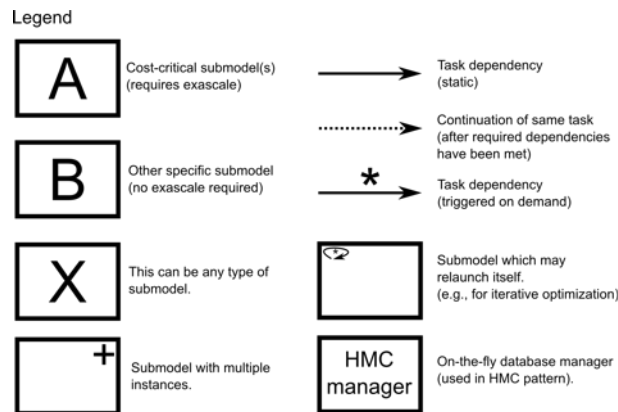 Legend
A
Cost-critical submodel(s)
(requires exascale)
Task dependency
(static)
Continuation of same task
(after required dependencies
have been met)
B
Other specific submodel
(no exascale required)
*
Task dependency
(triggered on demand)
X
This can be any type of
submodel.
Submodel which may
relaunch itself.
(e.g., for iterative optimization)
+
Submodel with multiple
instances.
HMC
manager
On-the-fly database manager
(used in HMC pattern).